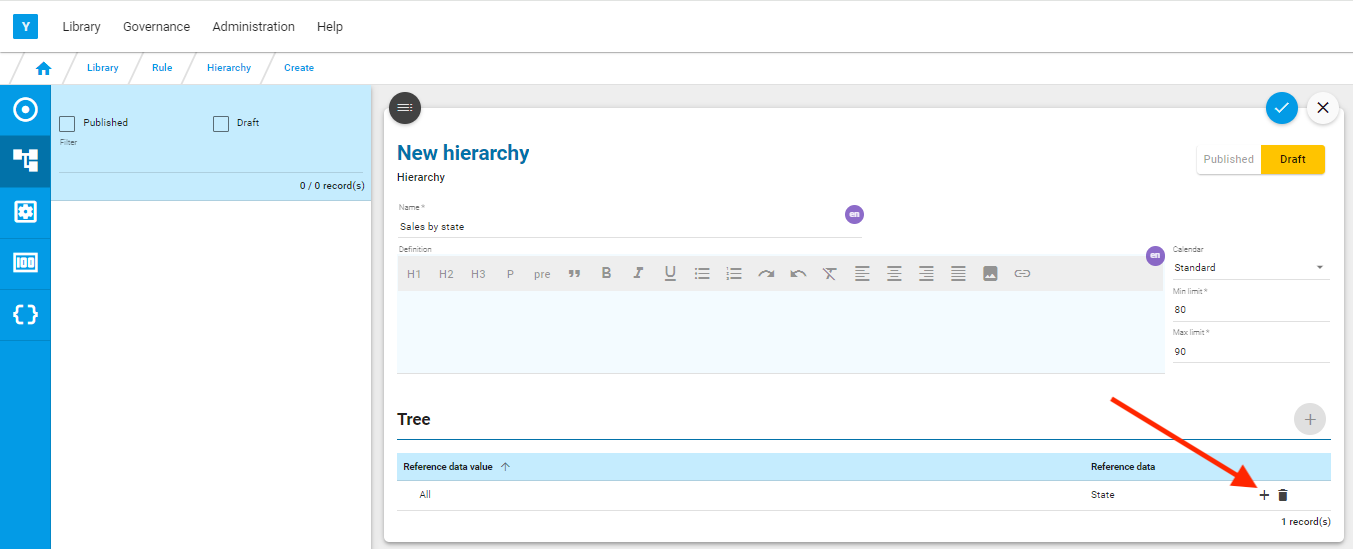 Y Library Governance Administration Help
Library Rule Hierarchy Create
Published Draft
Filter
0 / 0 record(s)
New hierarchy
Hierarchy
Published Draft
Name *
Sales by state
en
Definition
en
H1 H2 H3 P pre
Calendar
Standard
Min limit *
80
Max limit *
90
Tree
Reference data value Reference data
All State
1 record(s)
100